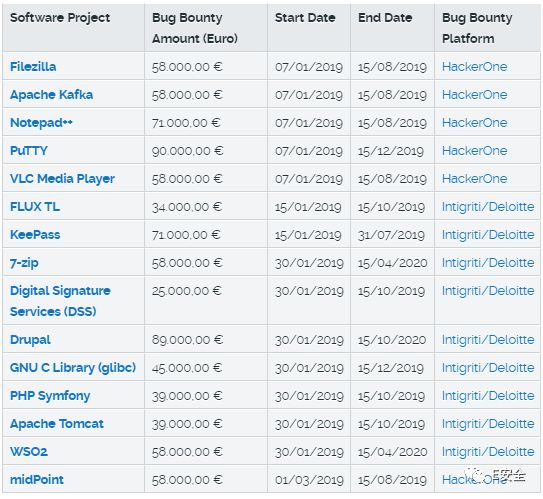 Software Project Bug Bounty Amount (Euro) Start Date End Date Bug Bounty Platform
Filezilla 58.000,00 € 07/01/2019 15/08/2019 HackerOne
Apache Kafka 58.000,00 € 07/01/2019 15/08/2019 HackerOne
Notepad++ 71.000,00 € 07/01/2019 15/08/2019 HackerOne
PuTTY 90.000,00 € 07/01/2019 15/12/2019 HackerOne
VLC Media Player 58.000,00 € 07/01/2019 15/08/2019 HackerOne
FLUX TL 34.000,00 € 15/01/2019 15/10/2019 Intigriti/Deloitte
KeePass 71.000,00 € 15/01/2019 31/07/2019 Intigriti/Deloitte
7-zip 58.000,00 € 30/01/2019 15/04/2020 Intigriti/Deloitte
Digital Signature Services (DSS) 25.000,00 € 30/01/2019 15/10/2019 Intigriti/Deloitte
Drupal 89.000,00 € 30/01/2019 15/10/2020 Intigriti/Deloitte
GNU C Library (glibc) 45.000,00 € 30/01/2019 15/12/2019 Intigriti/Deloitte
PHP Symfony 39.000,00 € 30/01/2019 15/10/2019 Intigriti/Deloitte
Apache Tomcat 39.000,00 € 30/01/2019 15/10/2019 Intigriti/Deloitte
WSO2 58.000,00 € 30/01/2019 15/04/2020 Intigriti/Deloitte
midPoint 58.000,00 € 01/03/2019 15/08/2019 HackerOne
E安全